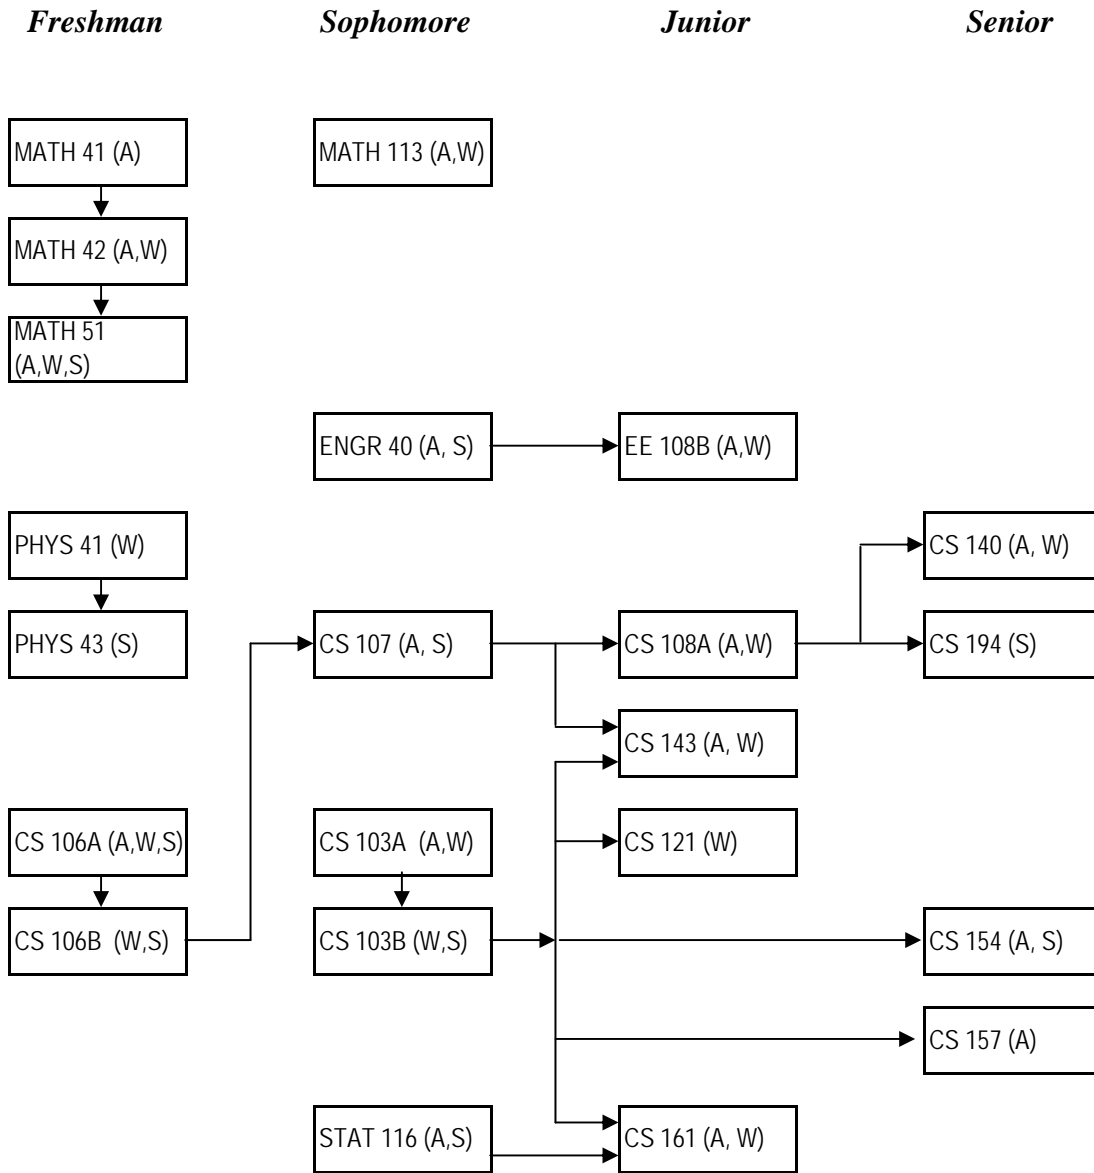 Freshman Sophomore Junior Senior
MATH 41 (A) MATH 113 (A,W)
MATH 42 (A,W)
MATH 51
(A,W,S)
ENGR 40 (A, S) EE 108B (A,W)
PHYS 41 (W) CS 140 (A, W)
PHYS 43 (S) CS 107 (A, S) CS 108A (A,W) CS 194 (S)
CS 143 (A, W)
CS 106A (A,W,S) CS 103A (A,W) CS 121 (W)
CS 106B (W,S) CS 103B (W,S) CS 154 (A, S)
CS 157 (A)
STAT 116 (A,S) CS 161 (A, W)